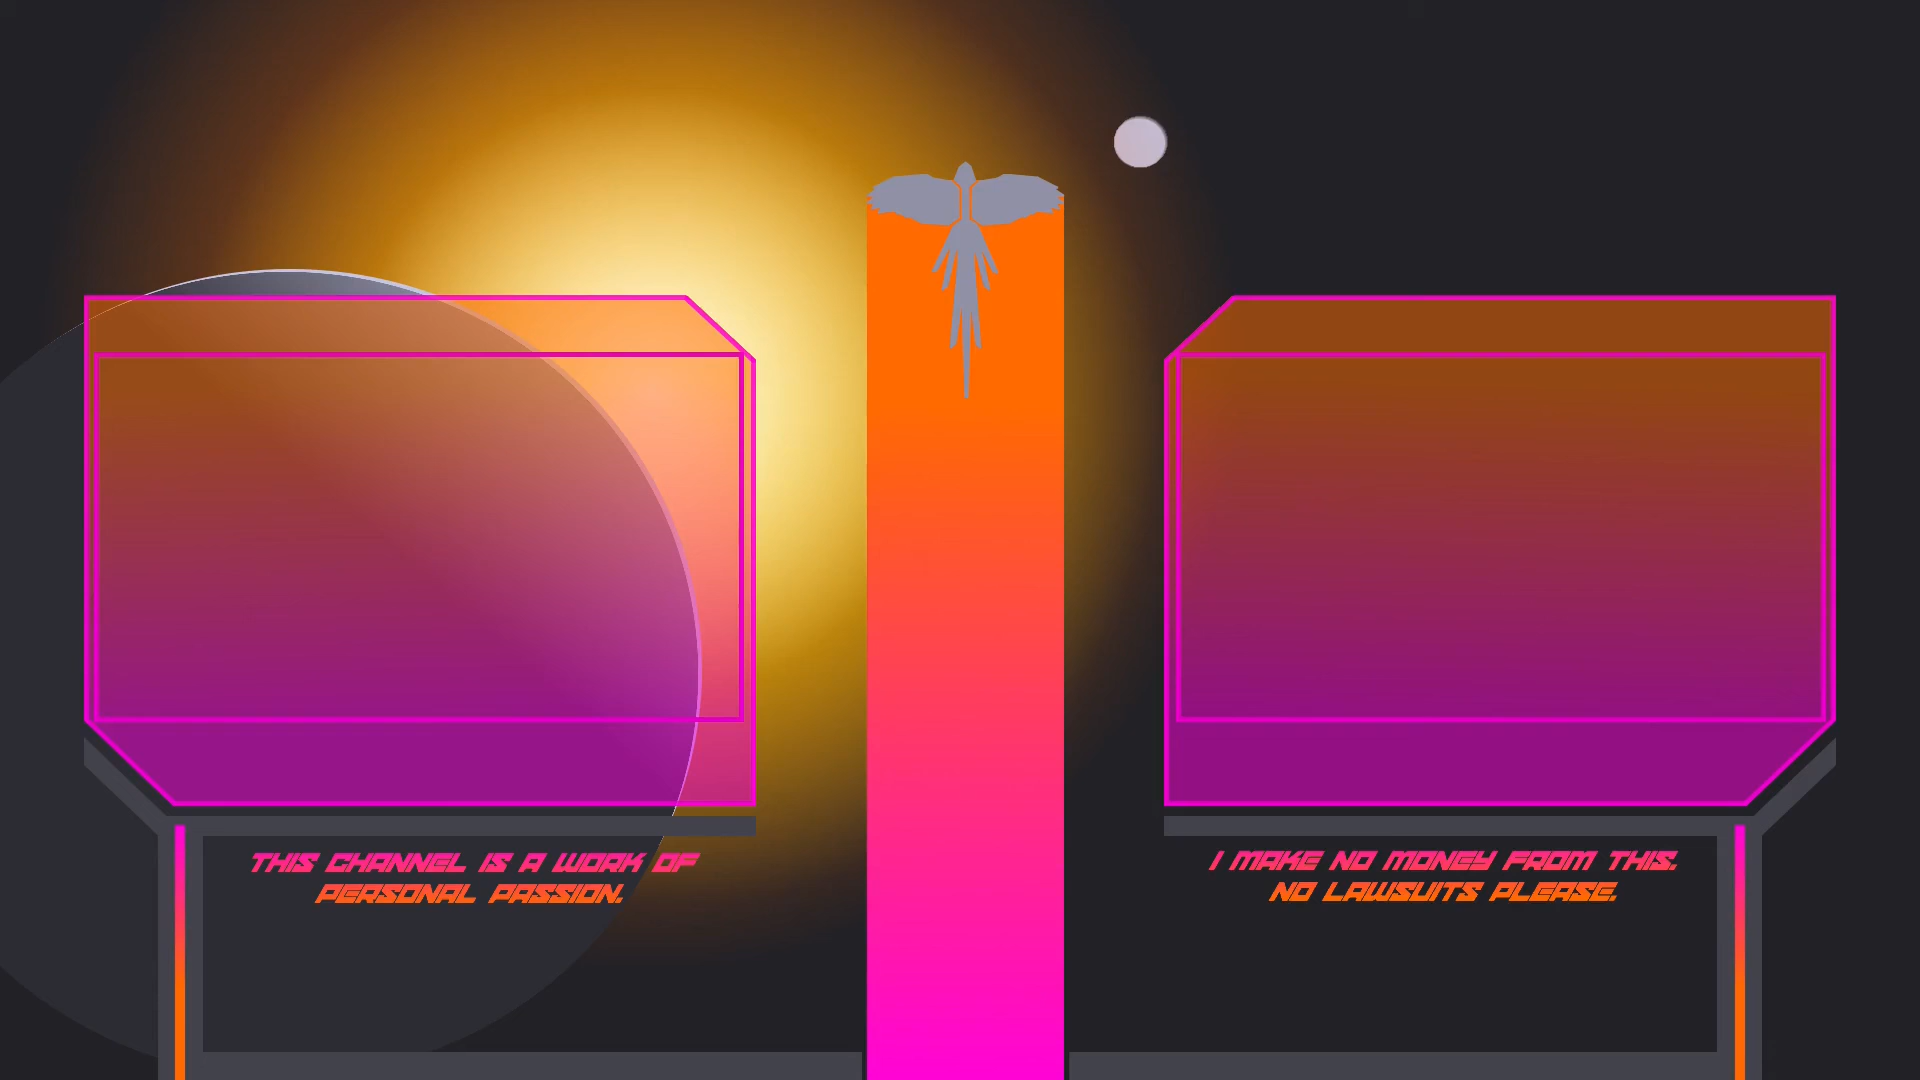 THIS CHANNEL IS A WORK OF
PERSONAL PASSION.
I MAKE NO MONEY FROM THIS.
NO LAWSUITS PLEASE.